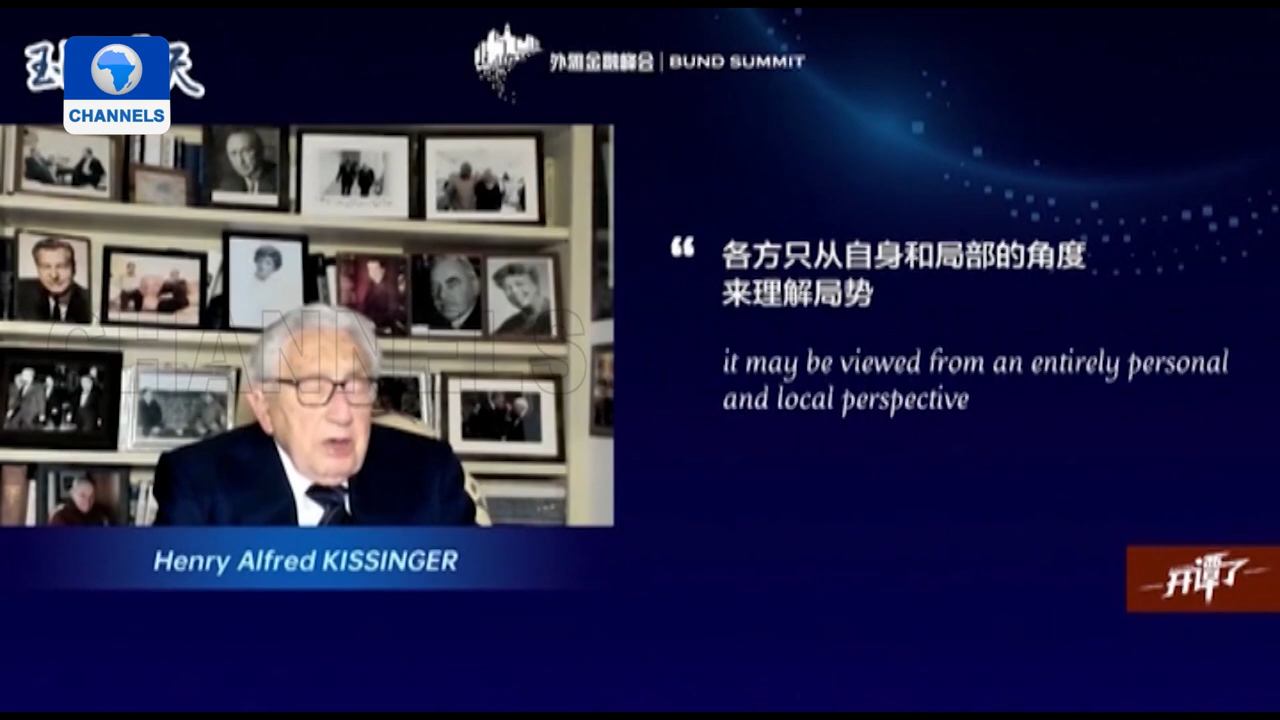 CHANNELS
外滩金融峰会 | BUND SUMMIT
“ 各方只从自身和局部的角度
来理解局势
it may be viewed from an entirely personal
and local perspective
CHANNELS
Henry Alfred KISSINGER
开谭了